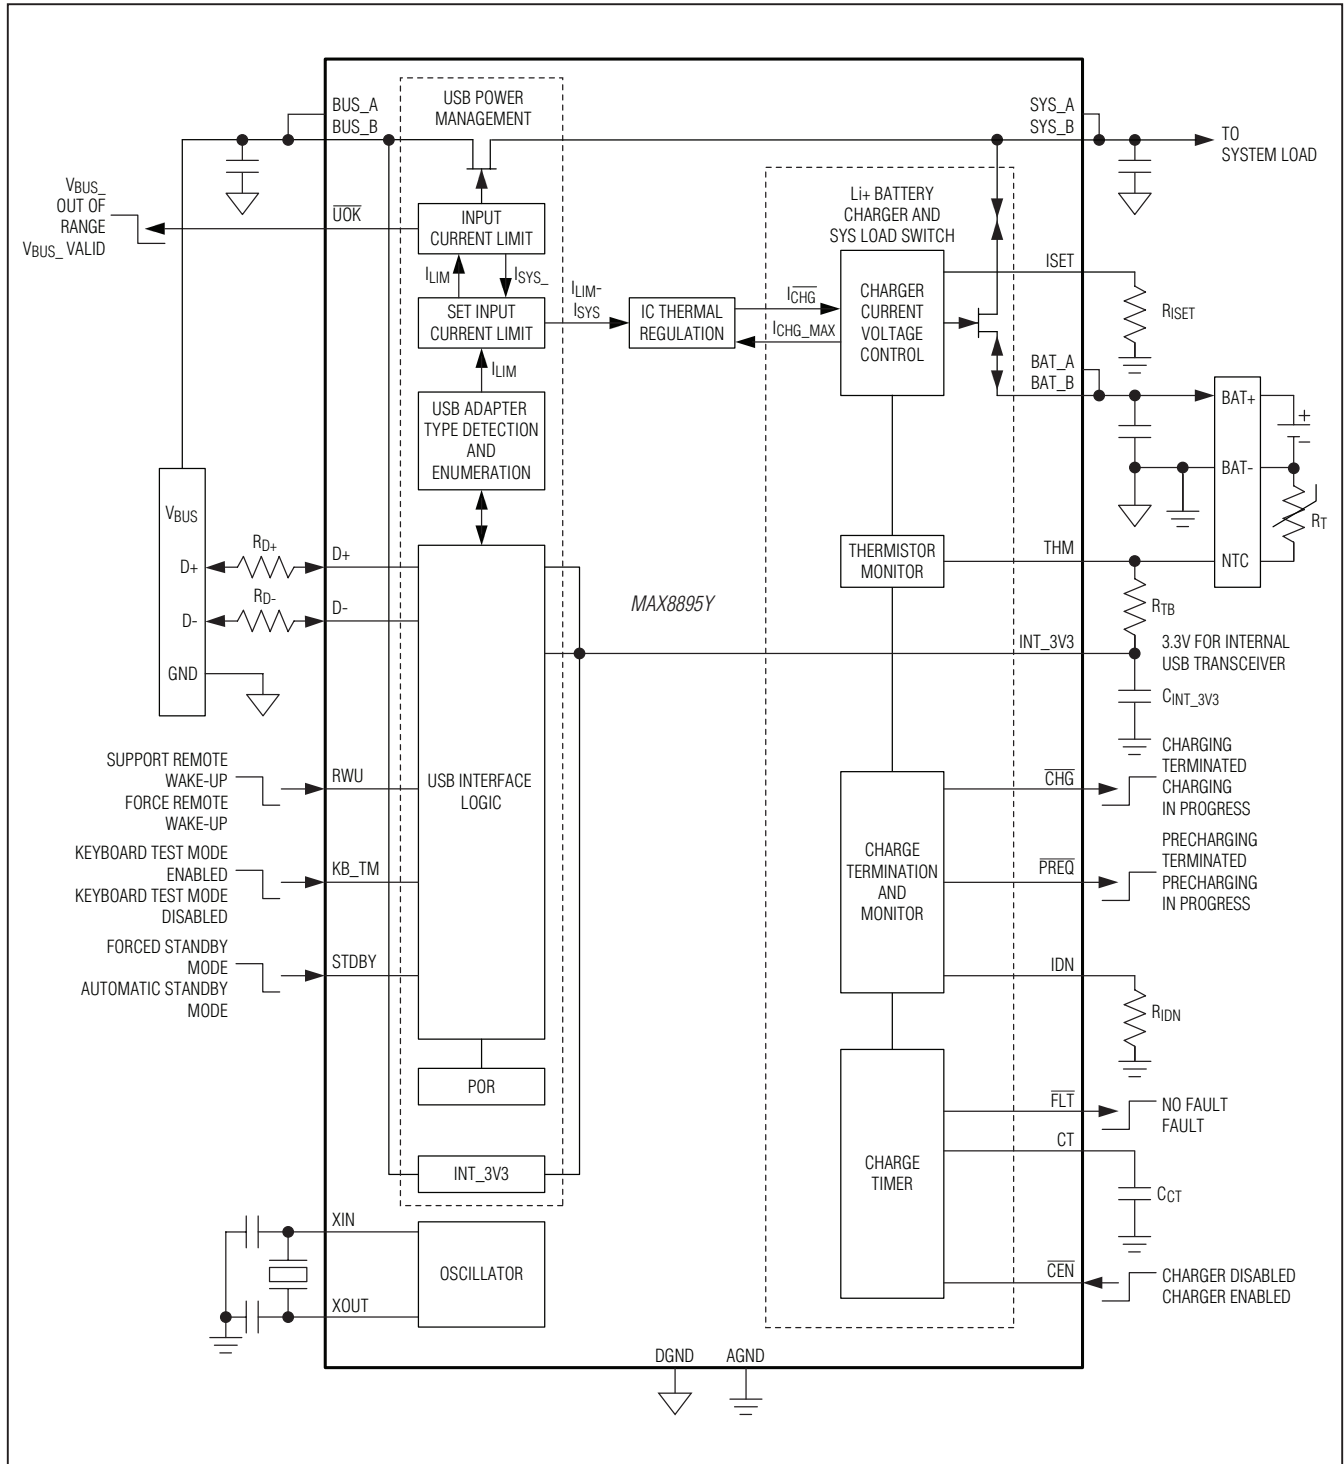 BUS_A
BUS_B
USB POWER
MANAGEMENT
SYS_A
SYS_B
TO
SYSTEM LOAD
VBUS_
OUT OF
RANGE
VBUS_ VALID
UOK
INPUT
CURRENT LIMIT
ILIM
ISYS_
SET INPUT
CURRENT LIMIT
ILIM-
ISYS
IC THERMAL
REGULATION
ICHG
ICHG_MAX
Li+ BATTERY
CHARGER AND
SYS LOAD SWITCH
CHARGER
CURRENT
VOLTAGE
CONTROL
ISET
RISET
BAT_A
BAT_B
BAT+
+
−
BAT-
RT
NTC
ILIM
USB ADAPTER
TYPE DETECTION
AND
ENUMERATION
VBUS
D+
D-
GND
RD+
RD-
D+
D-
THERMISTOR
MONITOR
THM
RTB
MAX8895Y
INT_3V3
3.3V FOR INTERNAL
USB TRANSCEIVER
CINT_3V3
SUPPORT REMOTE
WAKE-UP
FORCE REMOTE
WAKE-UP
RWU
USB INTERFACE
LOGIC
KEYBOARD TEST MODE
ENABLED
KEYBOARD TEST MODE
DISABLED
KB_TM
FORCED STANDBY
MODE
AUTOMATIC STANDBY
MODE
STDBY
CHARGE
TERMINATION
AND
MONITOR
CHG
CHARGING
TERMINATED
CHARGING
IN PROGRESS
PREQ
PRECHARGING
TERMINATED
PRECHARGING
IN PROGRESS
IDN
RIDN
POR
INT_3V3
CHARGE
TIMER
FLT
NO FAULT
FAULT
CT
CCT
CEN
CHARGER DISABLED
CHARGER ENABLED
XIN
OSCILLATOR
XOUT
DGND
AGND